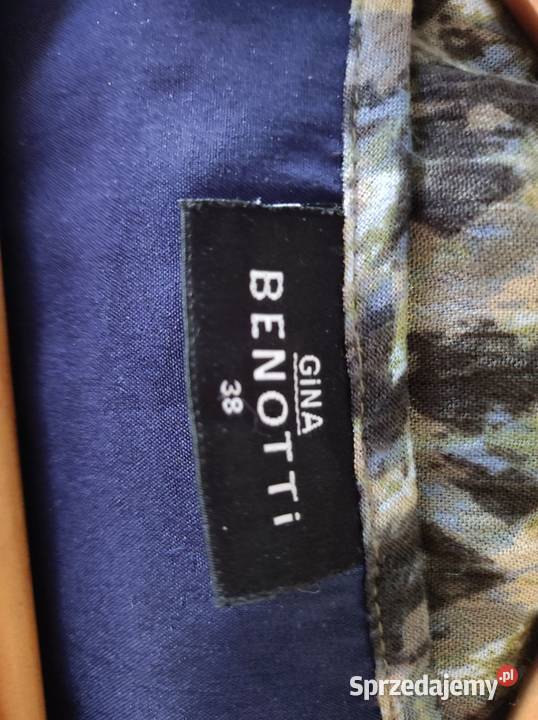 GiNA
BENOTTi
38
Sprzedajemy.pl